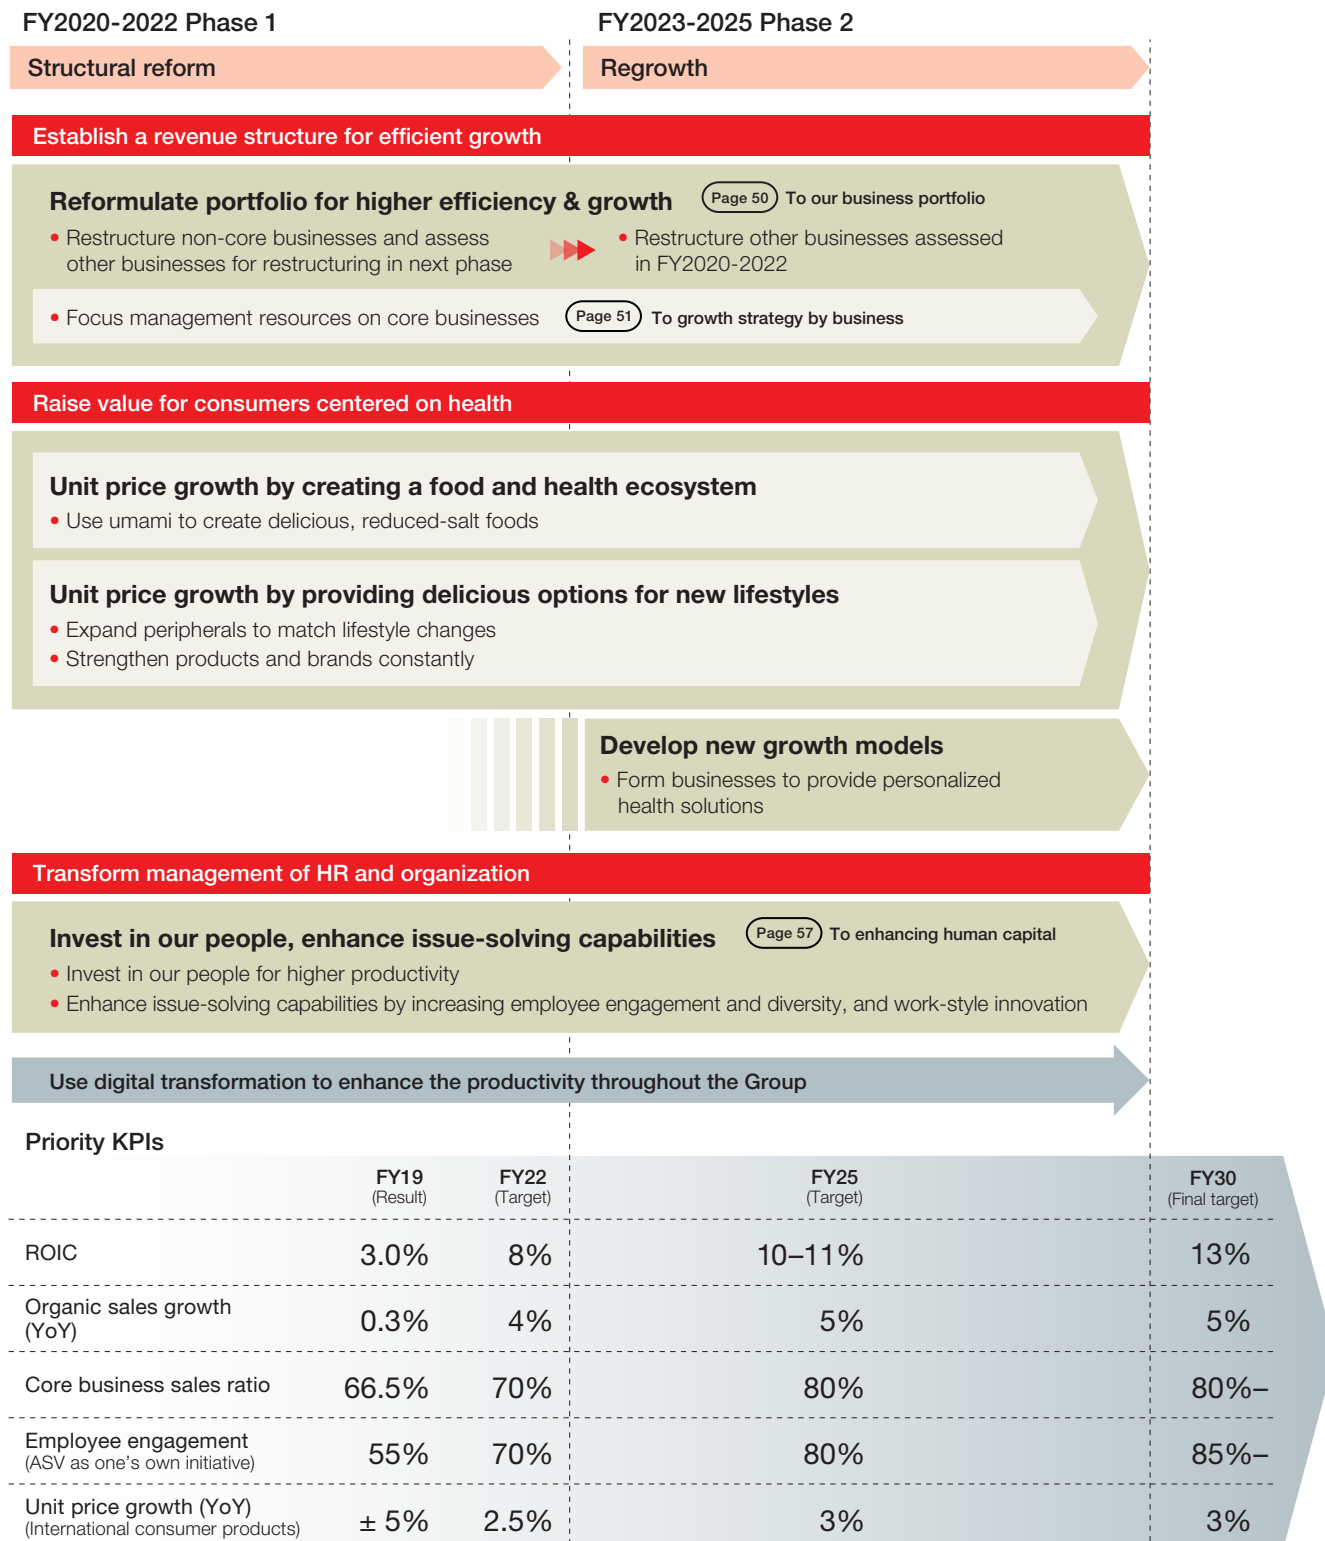 FY2020-2022 Phase 1
FY2023-2025 Phase 2
Structural reform
Regrowth
Establish a revenue structure for efficient growth
Reformulate portfolio for higher efficiency & growth
Page 50 To our business portfolio
• Restructure non-core businesses and assess
other businesses for restructuring in next phase
• Restructure other businesses assessed
in FY2020-2022
• Focus management resources on core businesses
Page 51 To growth strategy by business
Raise value for consumers centered on health
Unit price growth by creating a food and health ecosystem
• Use umami to create delicious, reduced-salt foods
Unit price growth by providing delicious options for new lifestyles
• Expand peripherals to match lifestyle changes
• Strengthen products and brands constantly
Develop new growth models
• Form businesses to provide personalized
health solutions
Transform management of HR and organization
Invest in our people, enhance issue-solving capabilities
Page 57 To enhancing human capital
• Invest in our people for higher productivity
• Enhance issue-solving capabilities by increasing employee engagement and diversity, and work-style innovation
Use digital transformation to enhance the productivity throughout the Group
Priority KPIs
FY19 FY22 FY25 FY30
(Result) (Target) (Target) (Final target)
ROIC 3.0% 8% 10–11% 13%
Organic sales growth
(YoY) 0.3% 4% 5% 5%
Core business sales ratio 66.5% 70% 80% 80%–
Employee engagement
(ASV as one's own initiative) 55% 70% 80% 85%–
Unit price growth (YoY)
(International consumer products) ± 5% 2.5% 3% 3%